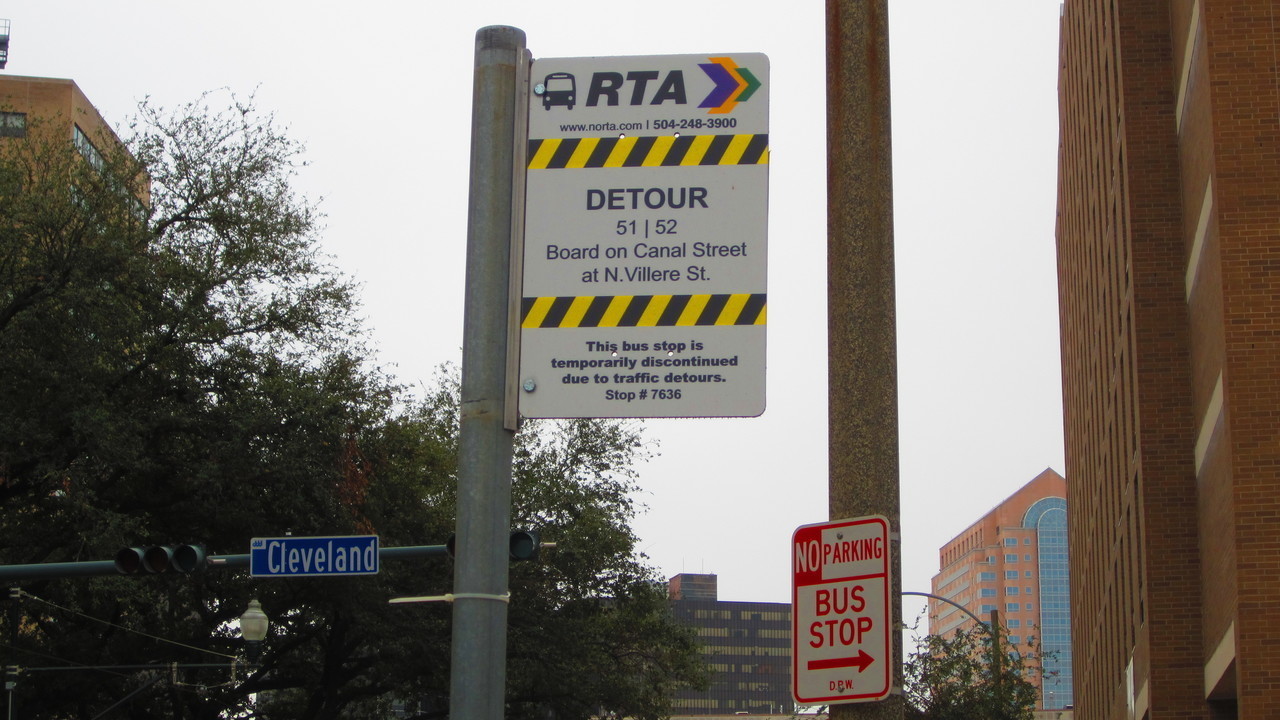 RTA
www.norta.com | 504-248-3900
DETOUR
51 | 52
Board on Canal Street
at N.Villere St.
This bus stop is
temporarily discontinued
due to traffic detours.
Stop # 7636
Cleveland
NO PARKING
BUS
STOP
D.P.W.